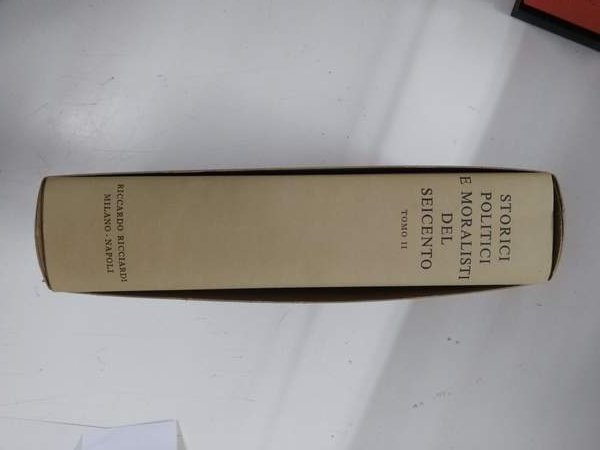 STORICI
POLITICI
E MORALISTI
DEL
SEICENTO
TOMO II
RICCARDO RICCIARDI
MILANO · NAPOLI